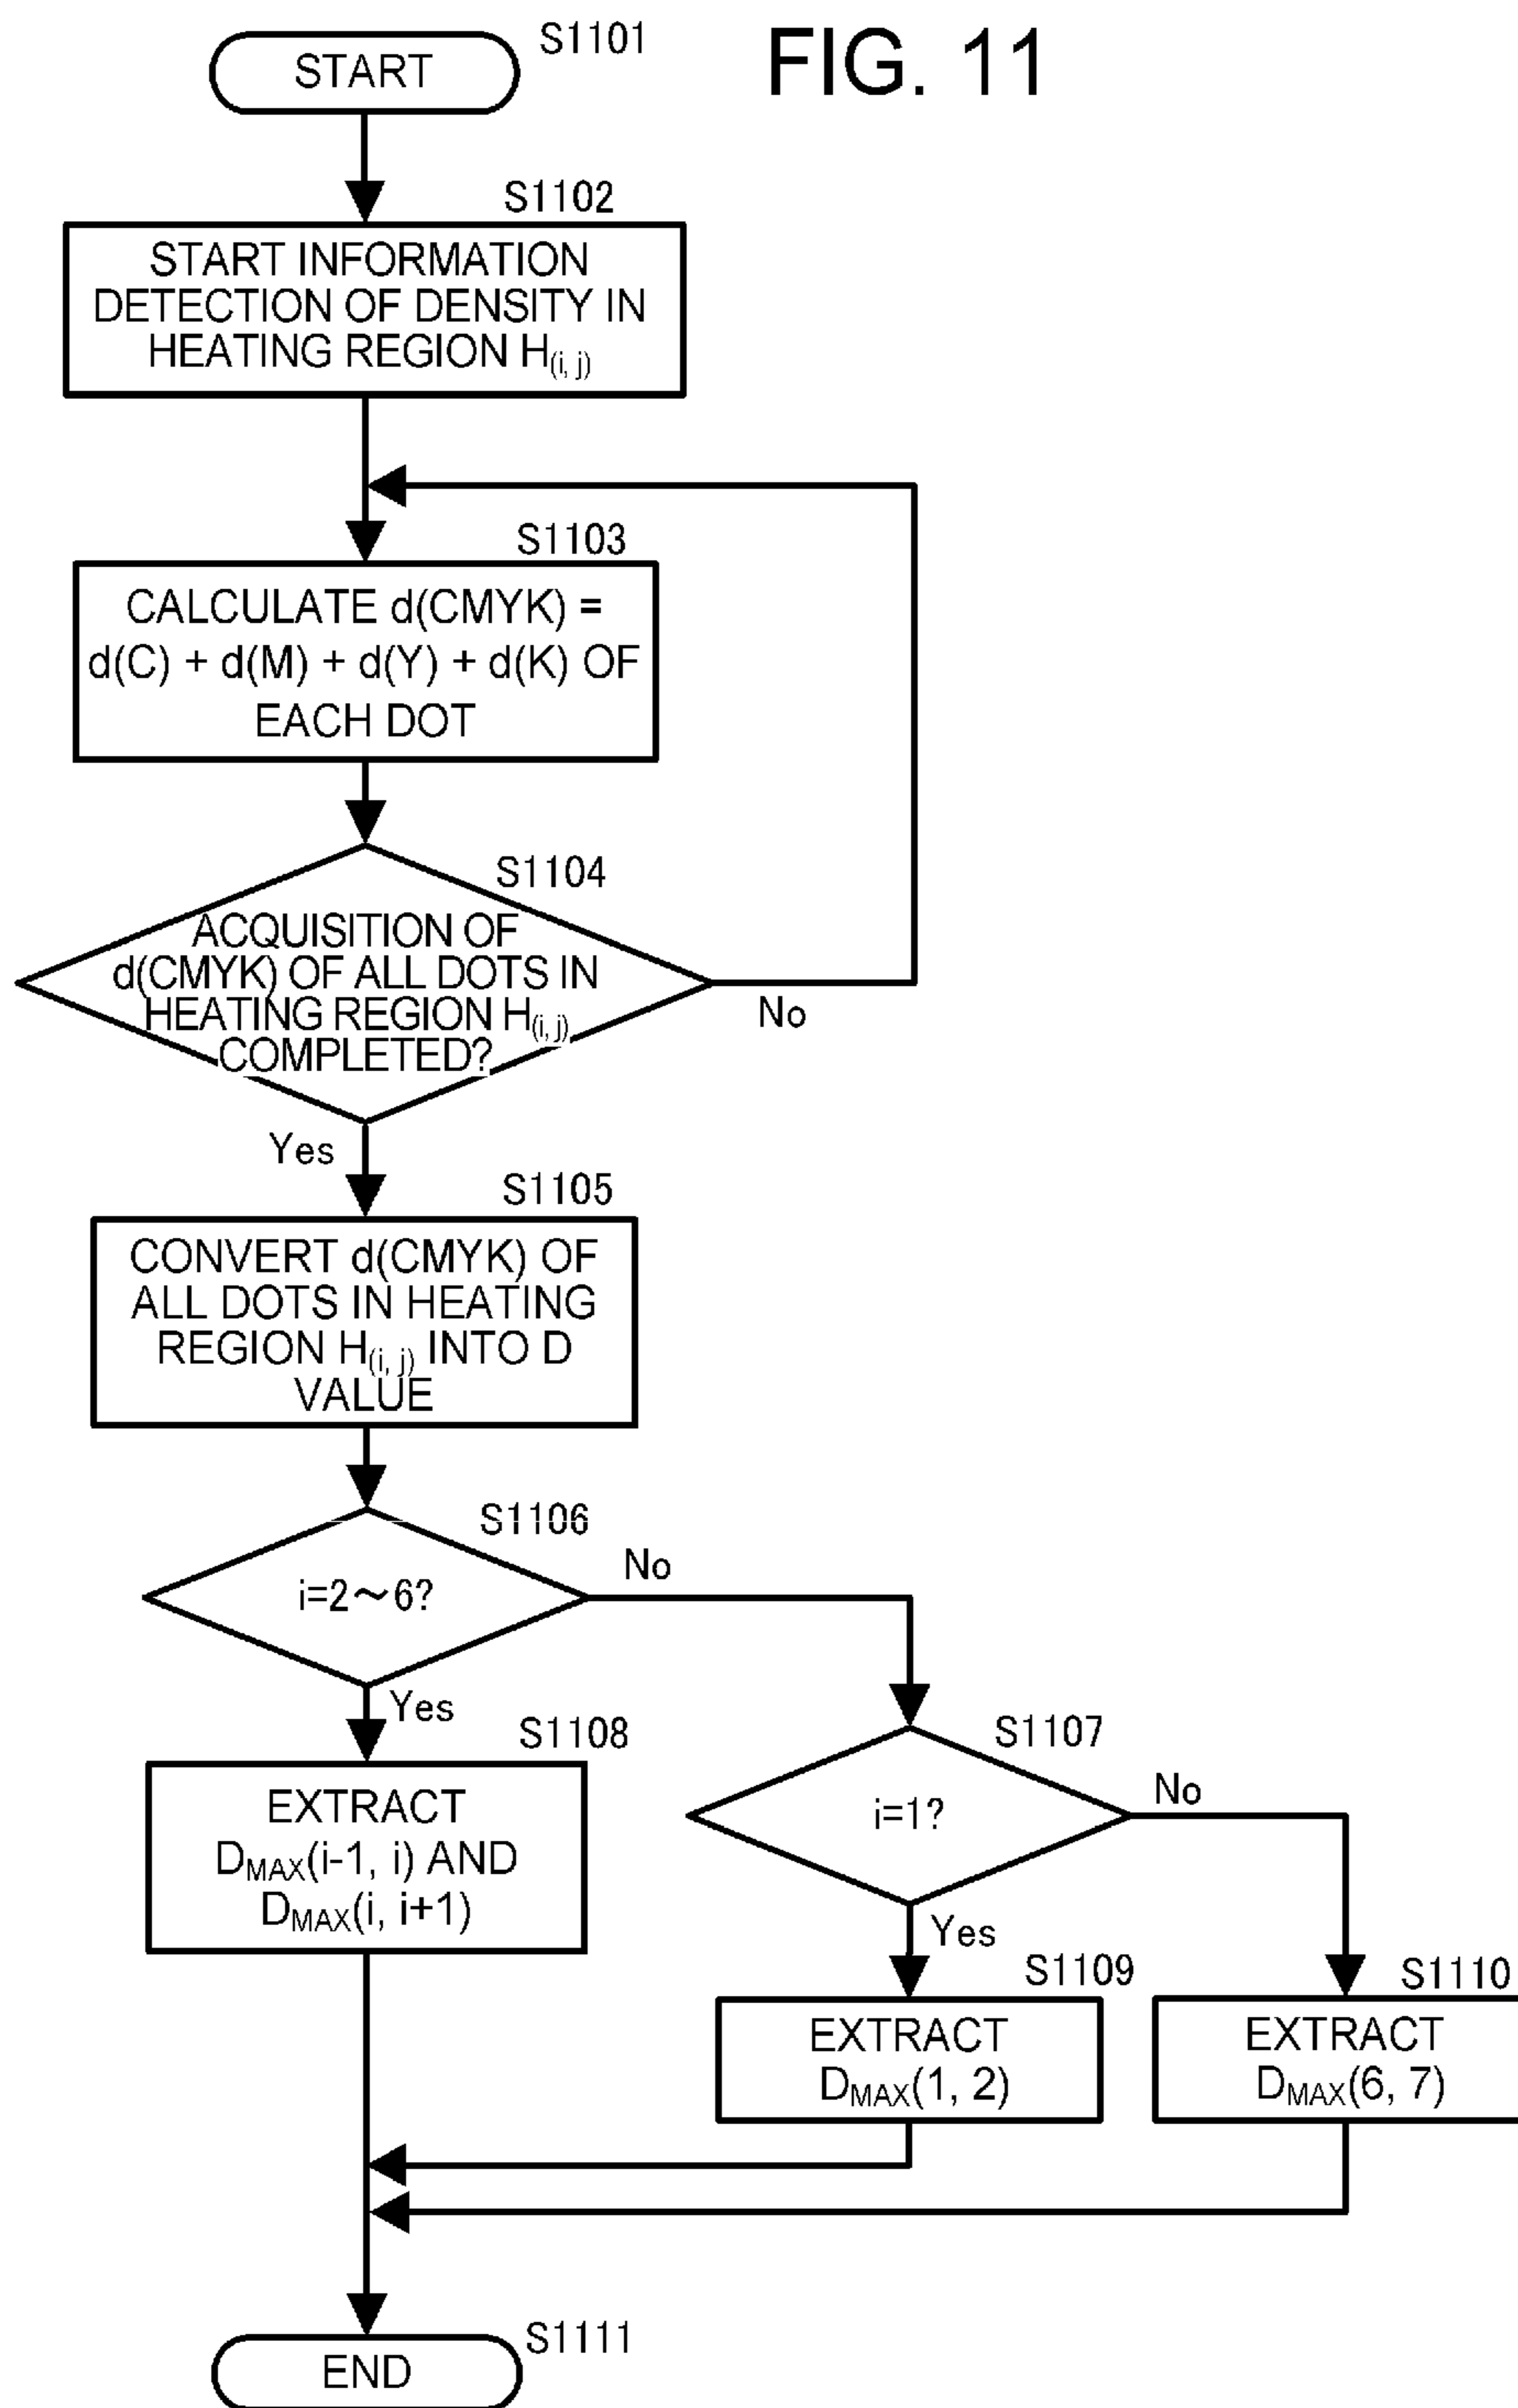 FIG. 11
S1101
START
S1102
START INFORMATION
DETECTION OF DENSITY IN
HEATING REGION H(i, j)
S1103
CALCULATE d(CMYK) =
d(C) + d(M) + d(Y) + d(K) OF
EACH DOT
S1104
ACQUISITION OF
d(CMYK) OF ALL DOTS IN
HEATING REGION H(i, j)
COMPLETED?
No
Yes
S1105
CONVERT d(CMYK) OF
ALL DOTS IN HEATING
REGION H(i, j) INTO D
VALUE
S1106
i=2〜6?
No
Yes
S1107
i=1?
No
Yes
S1108
EXTRACT
DMAX(i-1, i) AND
DMAX(i, i+1)
S1109
EXTRACT
DMAX(1, 2)
S1110
EXTRACT
DMAX(6, 7)
S1111
END